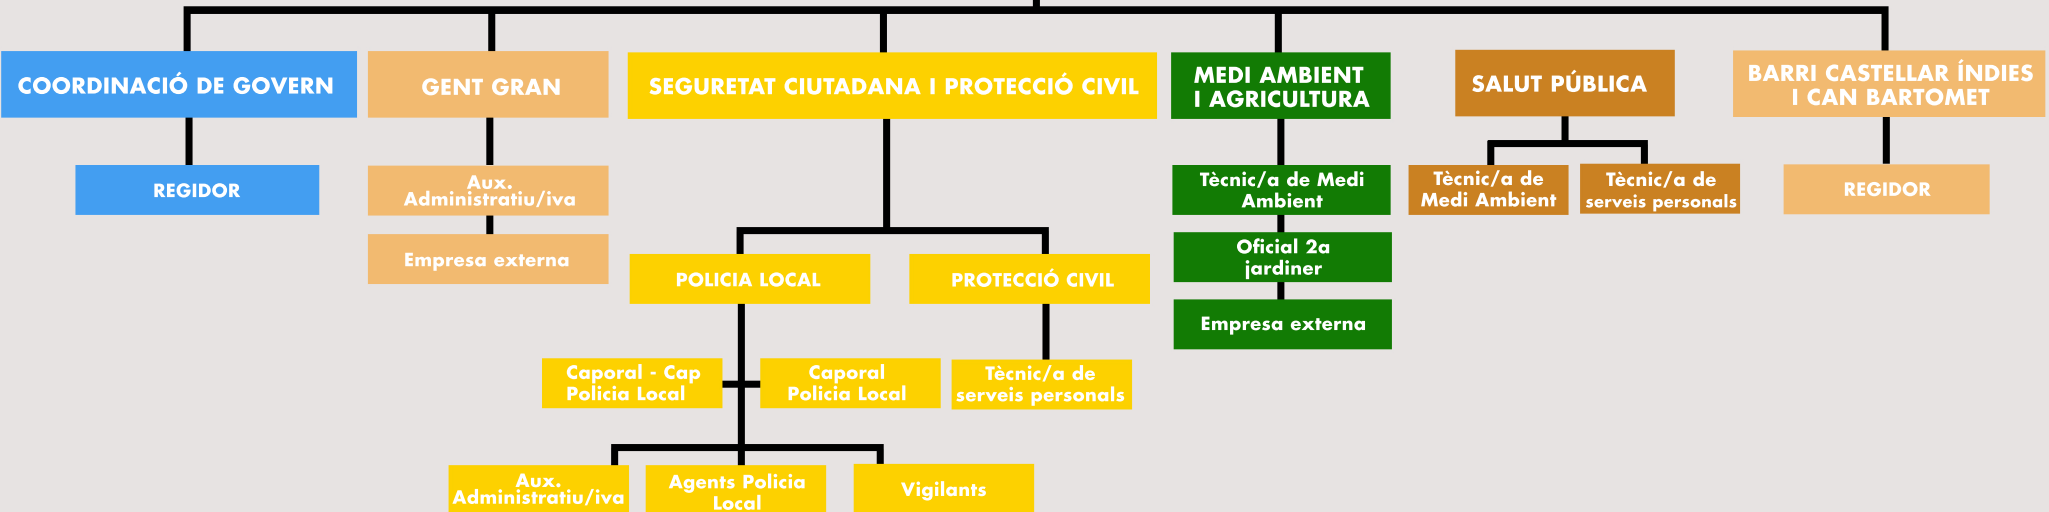 COORDINACIÓ DE GOVERN
REGIDOR
GENT GRAN
Aux.
Administratiu/iva
Empresa externa
SEGURETAT CIUTADANA I PROTECCIÓ CIVIL
POLICIA LOCAL
PROTECCIÓ CIVIL
Caporal - Cap
Policia Local
Caporal
Policia Local
Tècnic/a de
serveis personals
Aux.
Administratiu/iva
Agents Policia
Local
Vigilants
MEDI AMBIENT
I AGRICULTURA
Tècnic/a de Medi
Ambient
Oficial 2a
jardiner
Empresa externa
SALUT PÚBLICA
Tècnic/a de
Medi Ambient
Tècnic/a de
serveis personals
BARRI CASTELLAR ÍNDIES
I CAN BARTOMET
REGIDOR